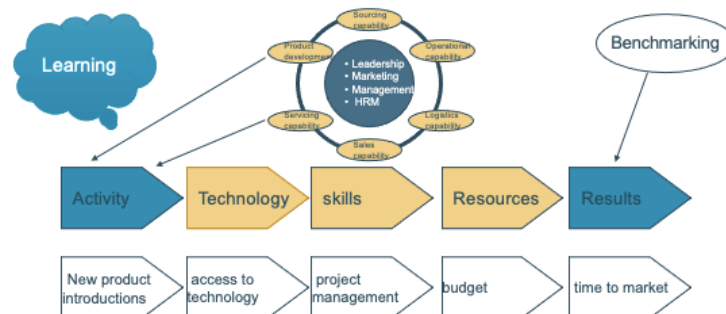 Sourcing
capability
Learning
Product
development
• Leadership
• Marketing
• Management
• HRM
Operational
capability
Benchmarking
Servicing
capability
Logistics
capability
Sales
capability
Activity
Technology
skills
Resources
Results
New product
introductions
access to
technology
project
management
budget
time to market